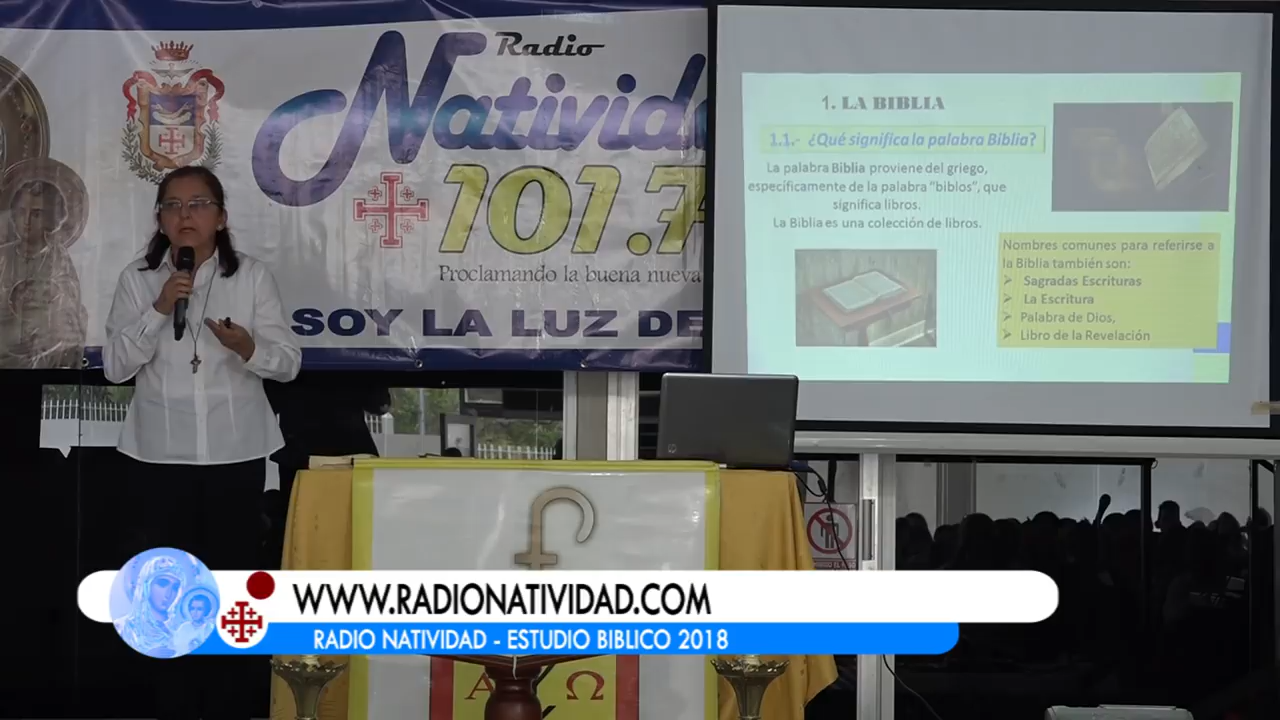 Radio
Nativid
101.7
Proclamando la buena nueva
SOY LA LUZ DE
1. LA BIBLIA
1.1.- ¿Qué significa la palabra Biblia?
La palabra Biblia proviene del griego,
específicamente de la palabra "biblos", que
significa libros.
La Biblia es una colección de libros.
Nombres comunes para referirse a
la Biblia también son:
Sagradas Escrituras
La Escritura
Palabra de Dios,
Libro de la Revelación
WWW.RADIONATIVIDAD.COM
RADIO NATIVIDAD - ESTUDIO BIBLICO 2018
Α Ω